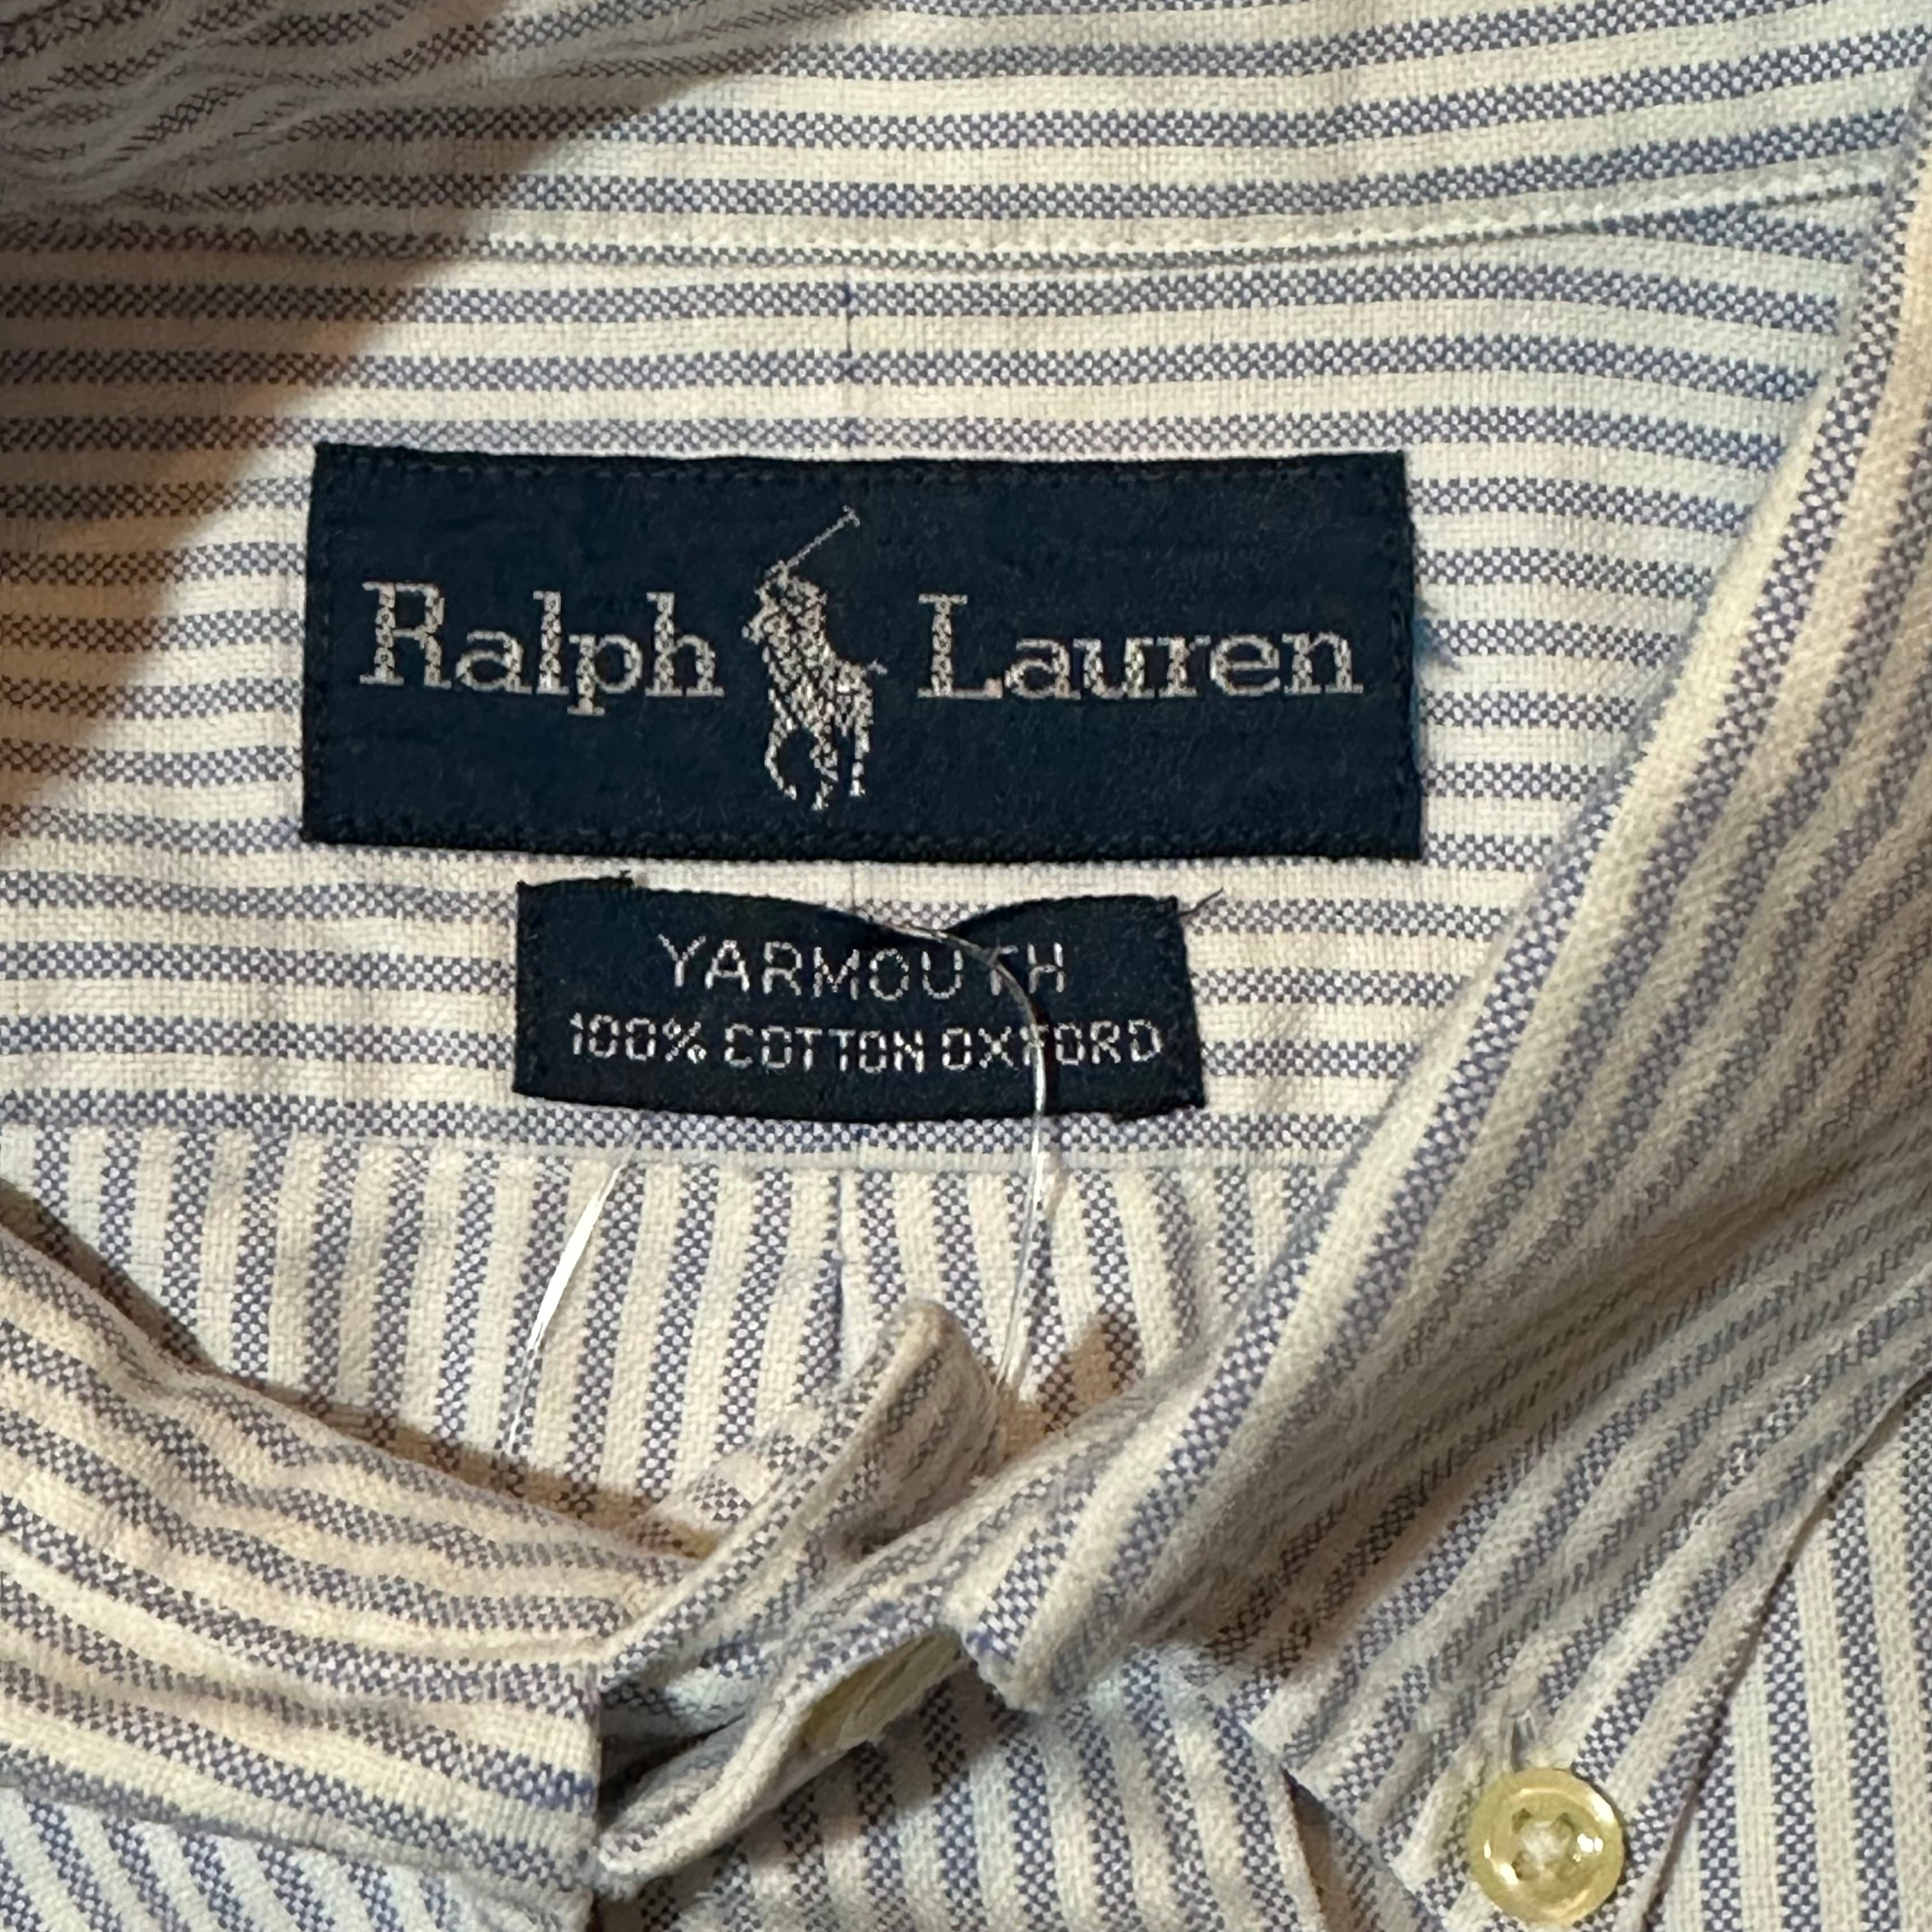 Ralph Lauren
YARMOUTH
100% COTTON OXFORD